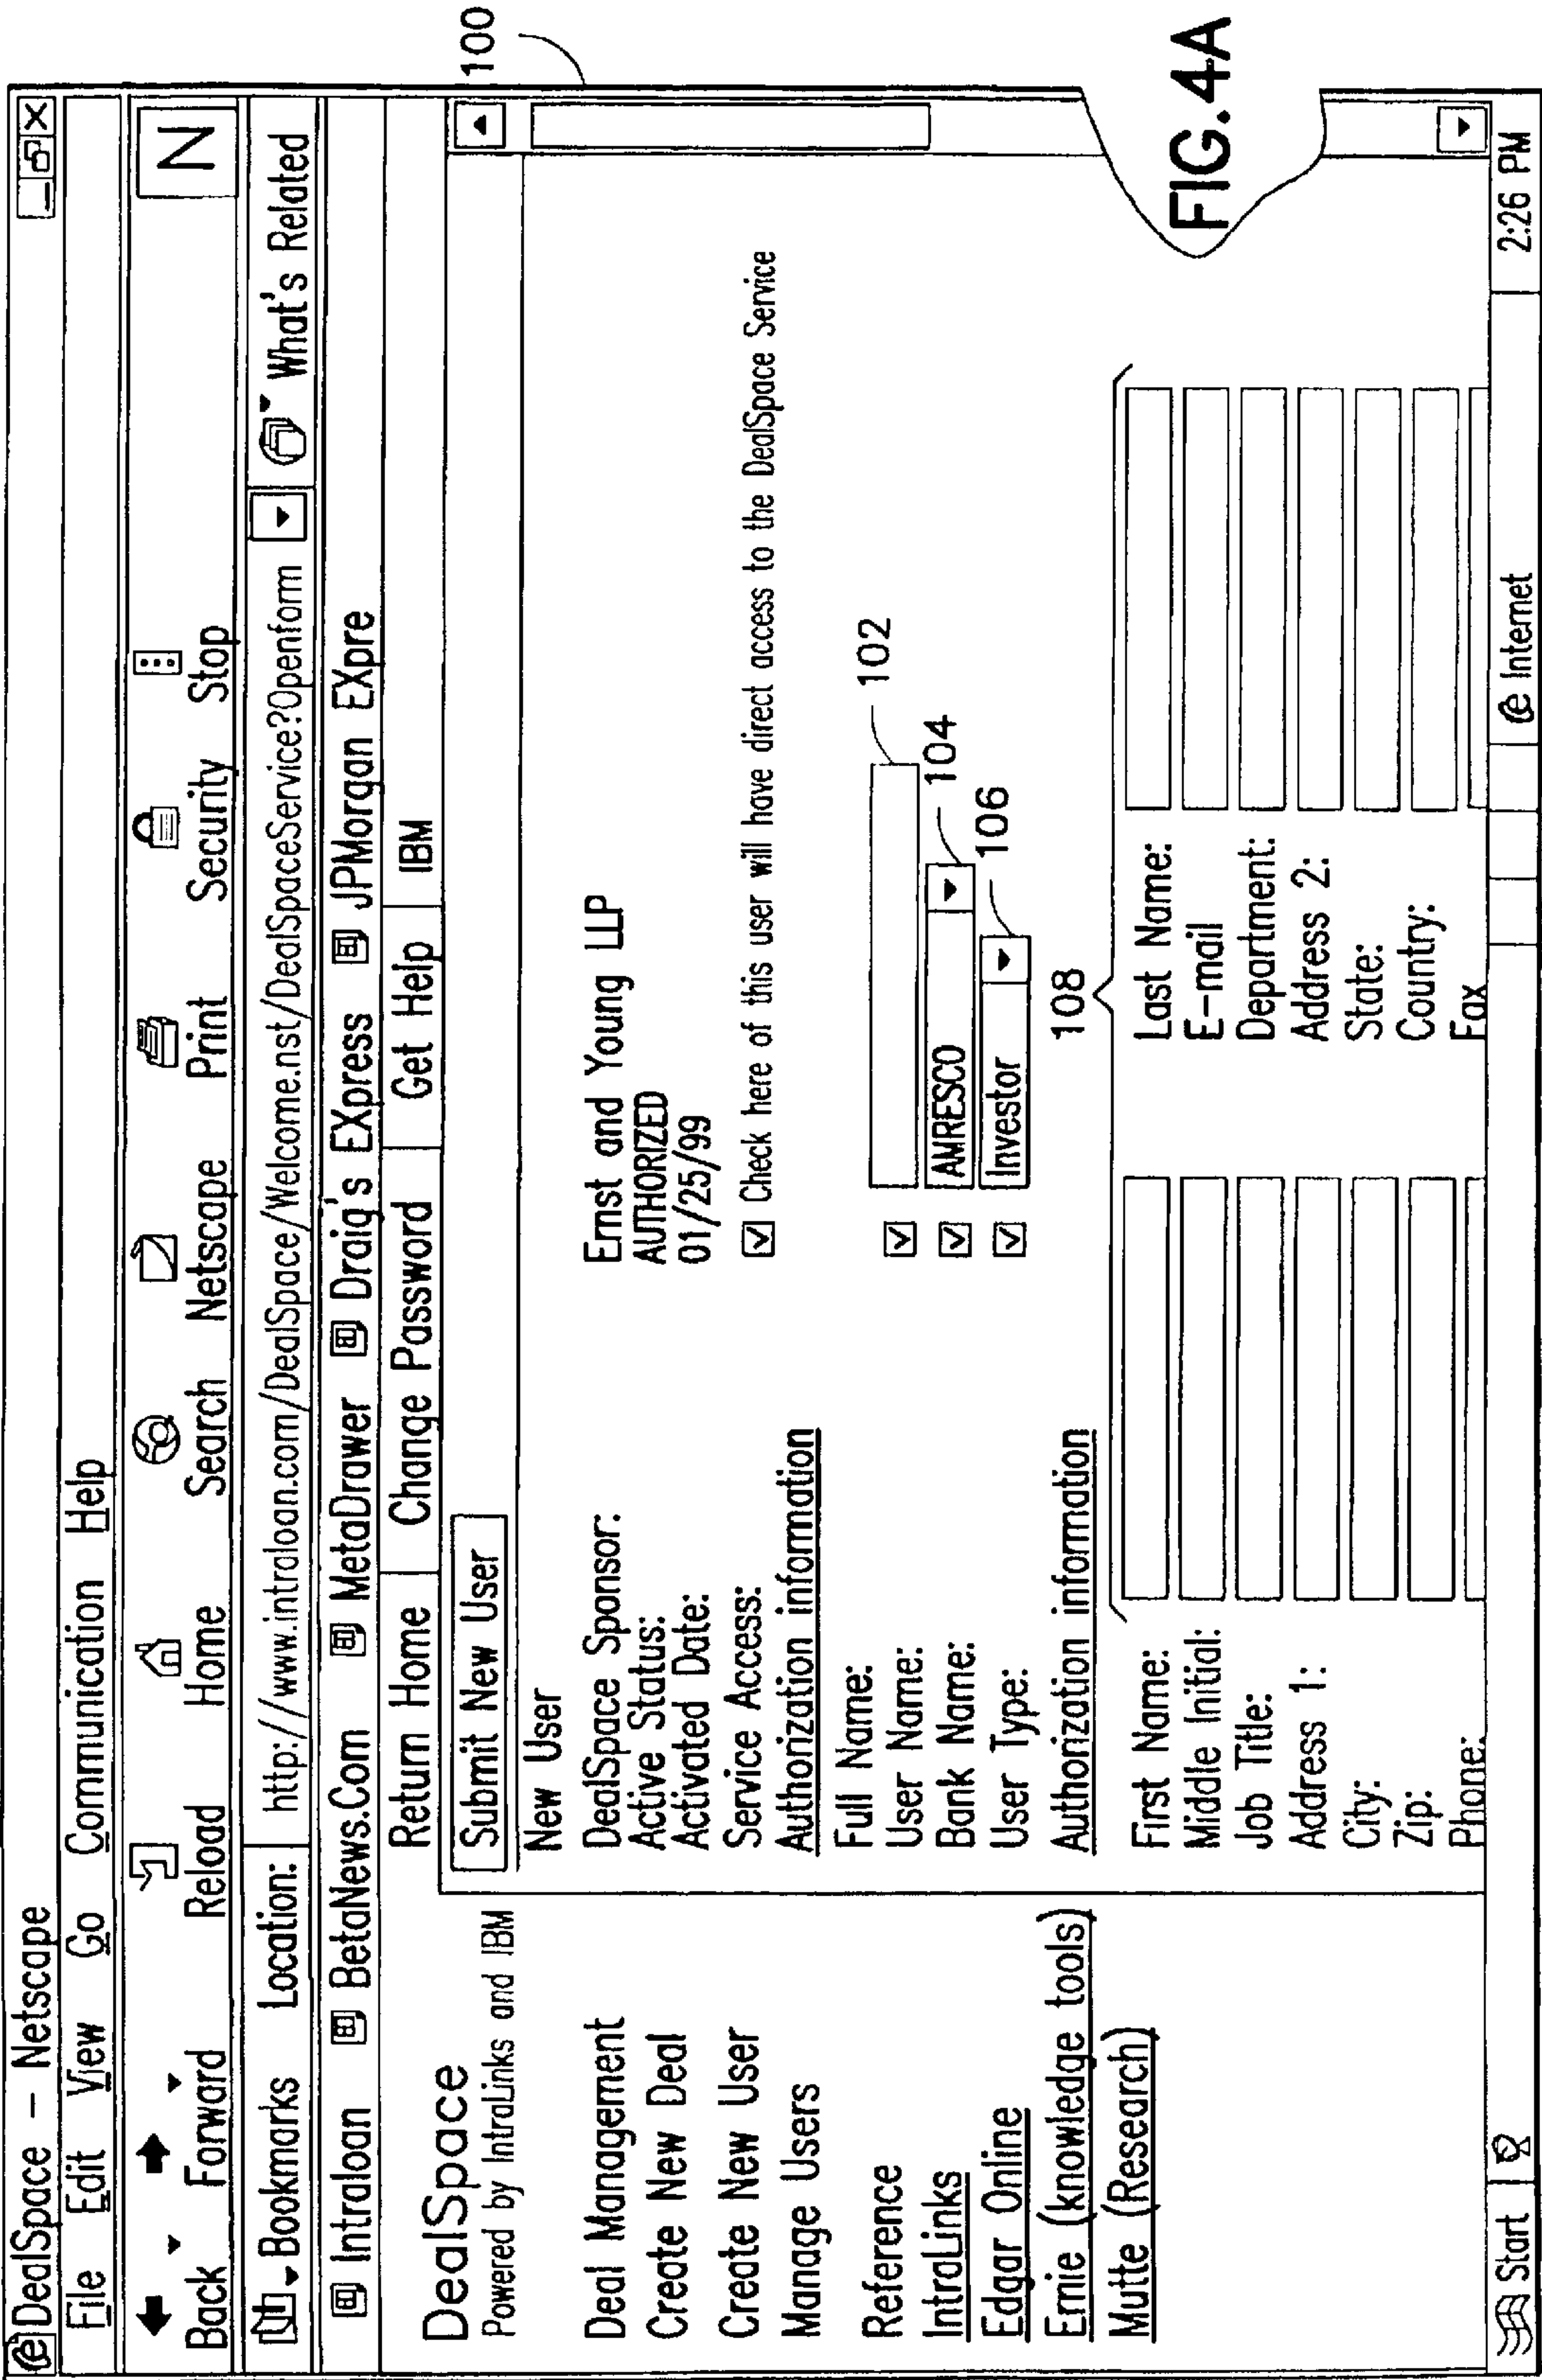 DealSpace – Netscape
File Edit View Go Communication Help
Back Forward Reload Home Search Netscape Print Security Stop
N
Bookmarks Location: http://www.intraloan.com/DealSpace/Welcome.nst/DealSpaceService?Openform What's Related
Intraloan BetaNews.Com MetaDrawer Draig's EXpress JPMorgan EXpre
Return Home Change Password Get Help IBM
DealSpace
Powered by IntraLinks and IBM
Deal Management
Create New Deal
Create New User
Manage Users
Reference
IntraLinks
Edgar Online
Ernie (knowledge tools)
Mutte (Research)
Submit New User
100
New User
DealSpace Sponsor: Ernst and Young LLP
Active Status: AUTHORIZED
Activated Date: 01/25/99
Service Access: Check here of this user will have direct access to the DealSpace Service
Authorization information
Full Name:
102
User Name:
Bank Name: AMRESCO 104
User Type: Investor 106
Authorization information 108
First Name: Last Name:
Middle Initial: E-mail
Job Title: Department:
Address 1: Address 2:
City: State:
Zip: Country:
Phone: Fax
FIG.4A
Start Internet 2:26 PM